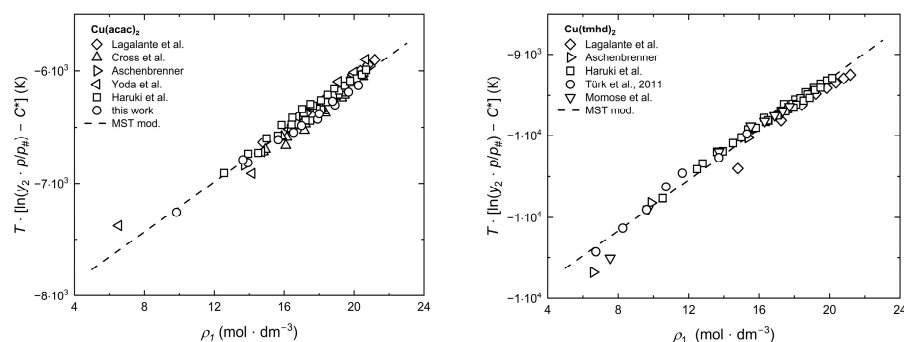 Cu(acac)₂
Lagalante et al.
Cross et al.
Aschenbrenner
Yoda et al.
Haruki et al.
this work
MST mod.
-6·10³
-7·10³
-8·10³
T · [ln(y₂ · p/p_#) – C*] (K)
4 8 12 16 20 24
ρ₁ (mol · dm⁻³)
Cu(tmhd)₂
Lagalante et al.
Aschenbrenner
Haruki et al.
Türk et al., 2011
Momose et al.
MST mod.
-9·10³
-1·10⁴
-1·10⁴
-1·10⁴
T · [ln(y₂ · p/p_#) – C*] (K)
4 8 12 16 20 24
ρ₁ (mol · dm⁻³)